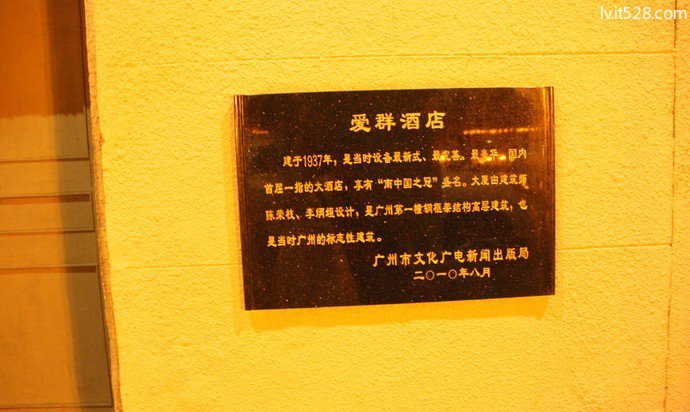 lv.it528.com
爱群酒店
建于1937年，是当时设备最新式、最完善、最豪华、国内
首屈一指的大酒店，享有“南中国之冠”盛名。大厦由建筑师
陈荣枝、李炳垣设计，是广州第一幢钢框架结构高层建筑，也
是当时广州的标志性建筑。
广州市文化广电新闻出版局
二〇一〇年八月